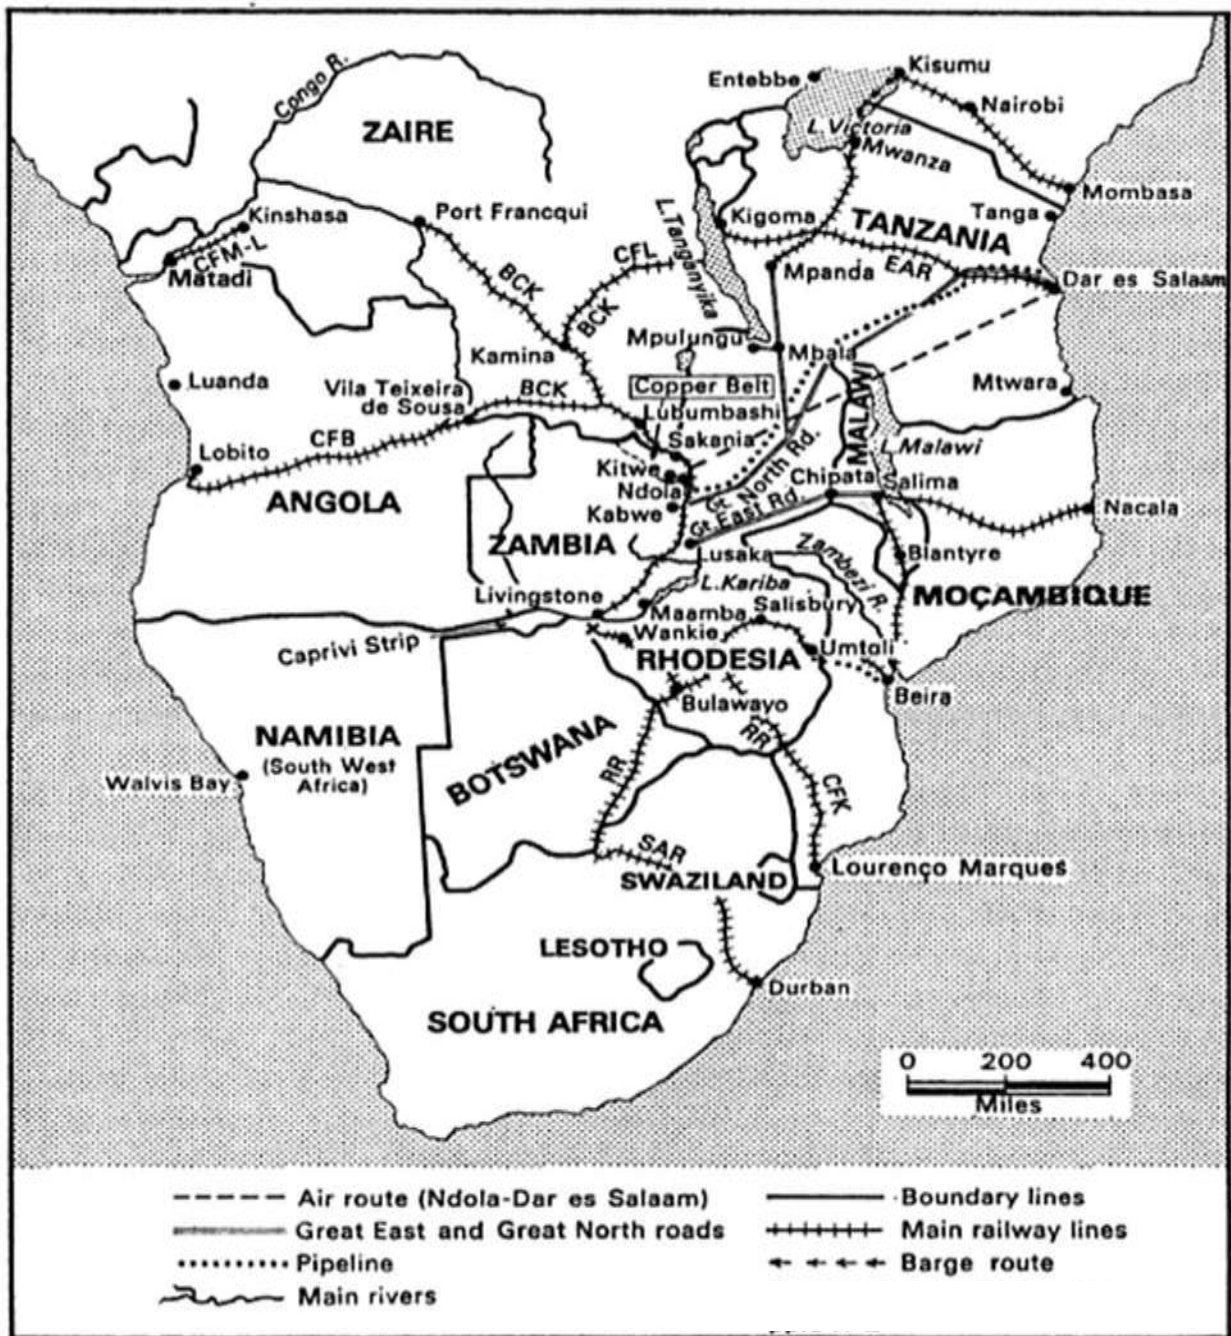 Congo R.
ZAIRE
Entebbe
Kisumu
Nairobi
L.Victoria
Mwanza
Mombasa
Kinshasa
Port Francqui
L.Tanganyika
Kigoma
Tanga
TANZANIA
CFM-L
Matadi
BCK
CFL
BCK
Mpanda
EAR
Dar es Salaam
Kamina
Mpulungu
Mbala
Luanda
Vila Teixeira
de Sousa
BCK
Copper Belt
Mtwara
Lubumbashi
MALAWI
Lobito
CFB
Sakania
L.Malawi
Kitwe
Gt. North Rd.
Chipata
Salima
ANGOLA
Ndola
Kabwe
Gt. East Rd.
Nacala
ZAMBIA
Lusaka
Zambezi R.
Blantyre
Livingstone
L.Kariba
MOÇAMBIQUE
Maamba
Salisbury
Caprivi Strip
Wankie
RHODESIA
Umtoli
Beira
Bulawayo
NAMIBIA
(South West
Africa)
BOTSWANA
RR
RR
Walvis Bay
CFK
SAR
SWAZILAND
Lourenço Marques
LESOTHO
Durban
SOUTH AFRICA
0 200 400
Miles
Air route (Ndola-Dar es Salaam)
Great East and Great North roads
Pipeline
Main rivers
Boundary lines
Main railway lines
Barge route